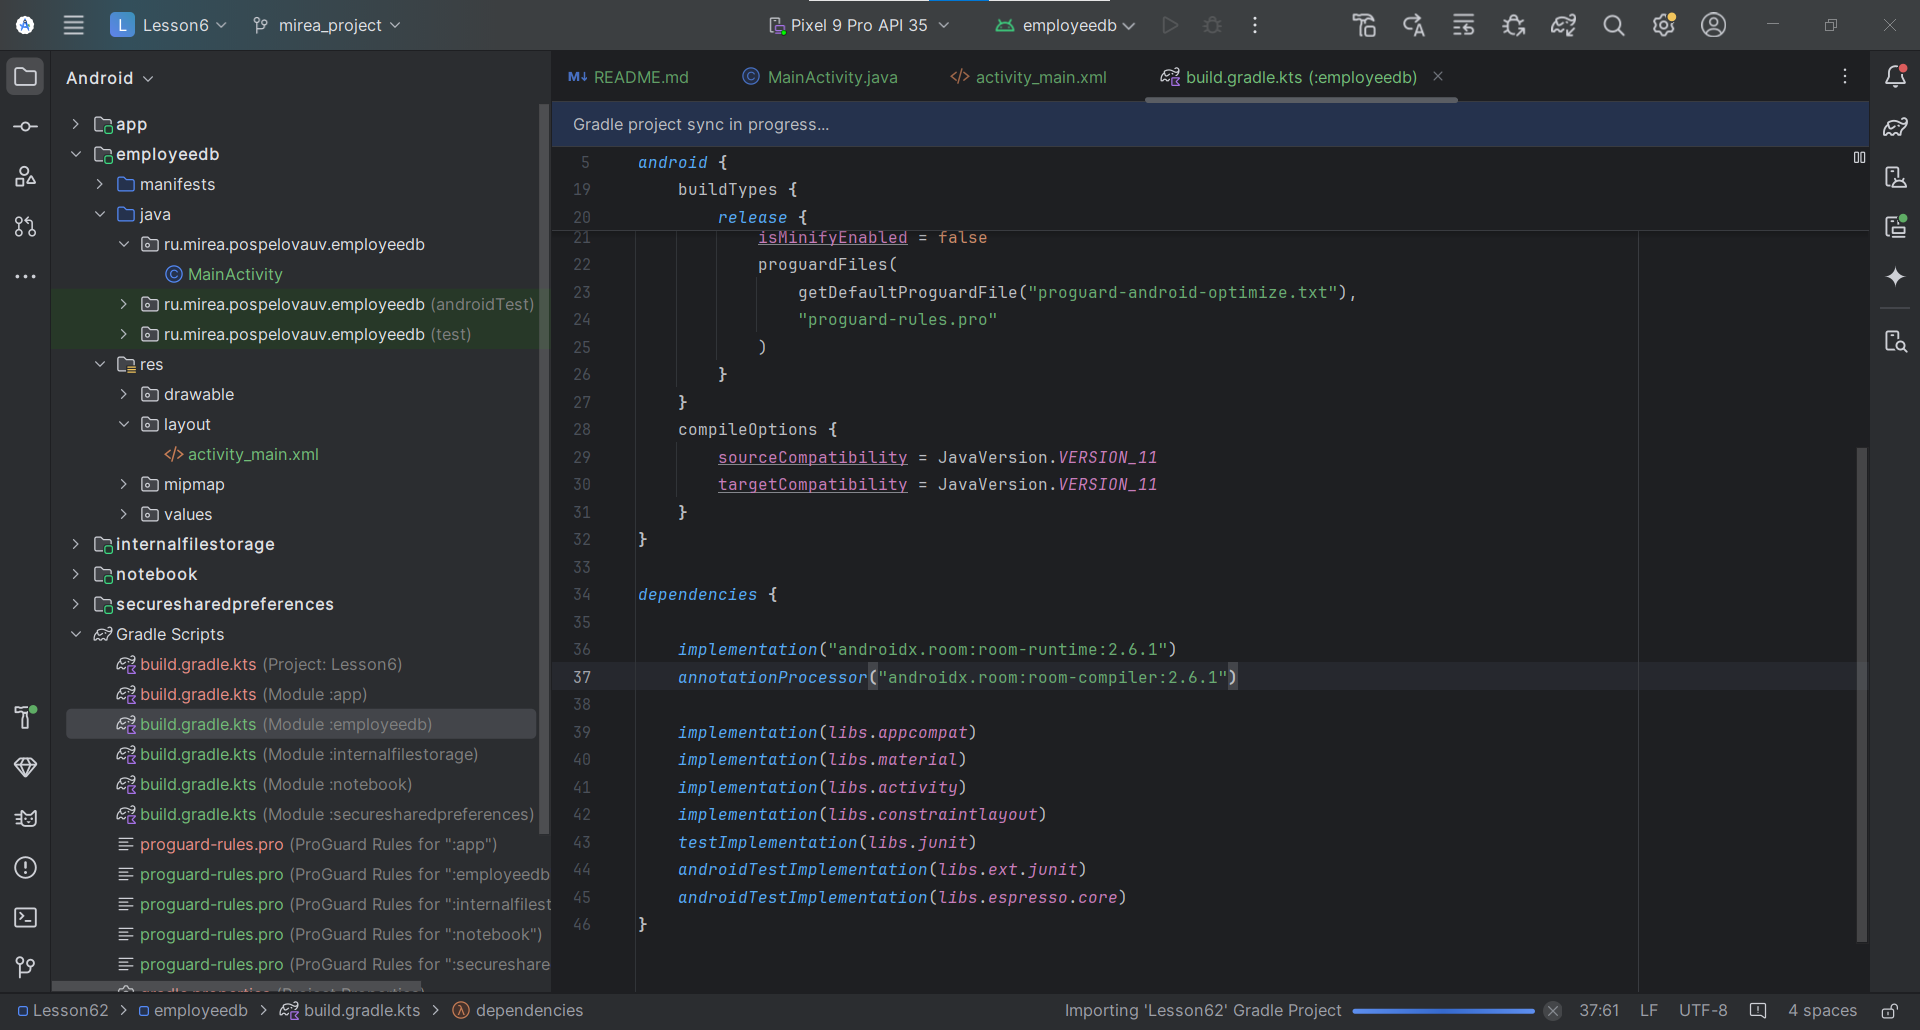 L Lesson6 mirea_project Pixel 9 Pro API 35 employeedb
Android
app
employeedb
manifests
java
ru.mirea.pospelovauv.employeedb
MainActivity
ru.mirea.pospelovauv.employeedb (androidTest)
ru.mirea.pospelovauv.employeedb (test)
res
drawable
layout
activity_main.xml
mipmap
values
internalfilestorage
notebook
securesharedpreferences
Gradle Scripts
build.gradle.kts (Project: Lesson6)
build.gradle.kts (Module :app)
build.gradle.kts (Module :employeedb)
build.gradle.kts (Module :internalfilestorage)
build.gradle.kts (Module :notebook)
build.gradle.kts (Module :securesharedpreferences)
proguard-rules.pro (ProGuard Rules for ":app")
proguard-rules.pro (ProGuard Rules for ":employeedb
proguard-rules.pro (ProGuard Rules for ":internalfilest
proguard-rules.pro (ProGuard Rules for ":notebook")
proguard-rules.pro (ProGuard Rules for ":secureshare
gradle.properties (Project Properties)
README.md MainActivity.java activity_main.xml build.gradle.kts (:employeedb)
Gradle project sync in progress...
5 android {
19 buildTypes {
20 release {
21 isMinifyEnabled = false
22 proguardFiles(
23 getDefaultProguardFile("proguard-android-optimize.txt"),
24 "proguard-rules.pro"
25 )
26 }
27 }
28 compileOptions {
29 sourceCompatibility = JavaVersion.VERSION_11
30 targetCompatibility = JavaVersion.VERSION_11
31 }
32 }
33
34 dependencies {
35
36 implementation("androidx.room:room-runtime:2.6.1")
37 annotationProcessor("androidx.room:room-compiler:2.6.1")
38
39 implementation(libs.appcompat)
40 implementation(libs.material)
41 implementation(libs.activity)
42 implementation(libs.constraintlayout)
43 testImplementation(libs.junit)
44 androidTestImplementation(libs.ext.junit)
45 androidTestImplementation(libs.espresso.core)
46 }
Lesson62 > employeedb > build.gradle.kts > dependencies Importing 'Lesson62' Gradle Project 37:61 LF UTF-8 4 spaces